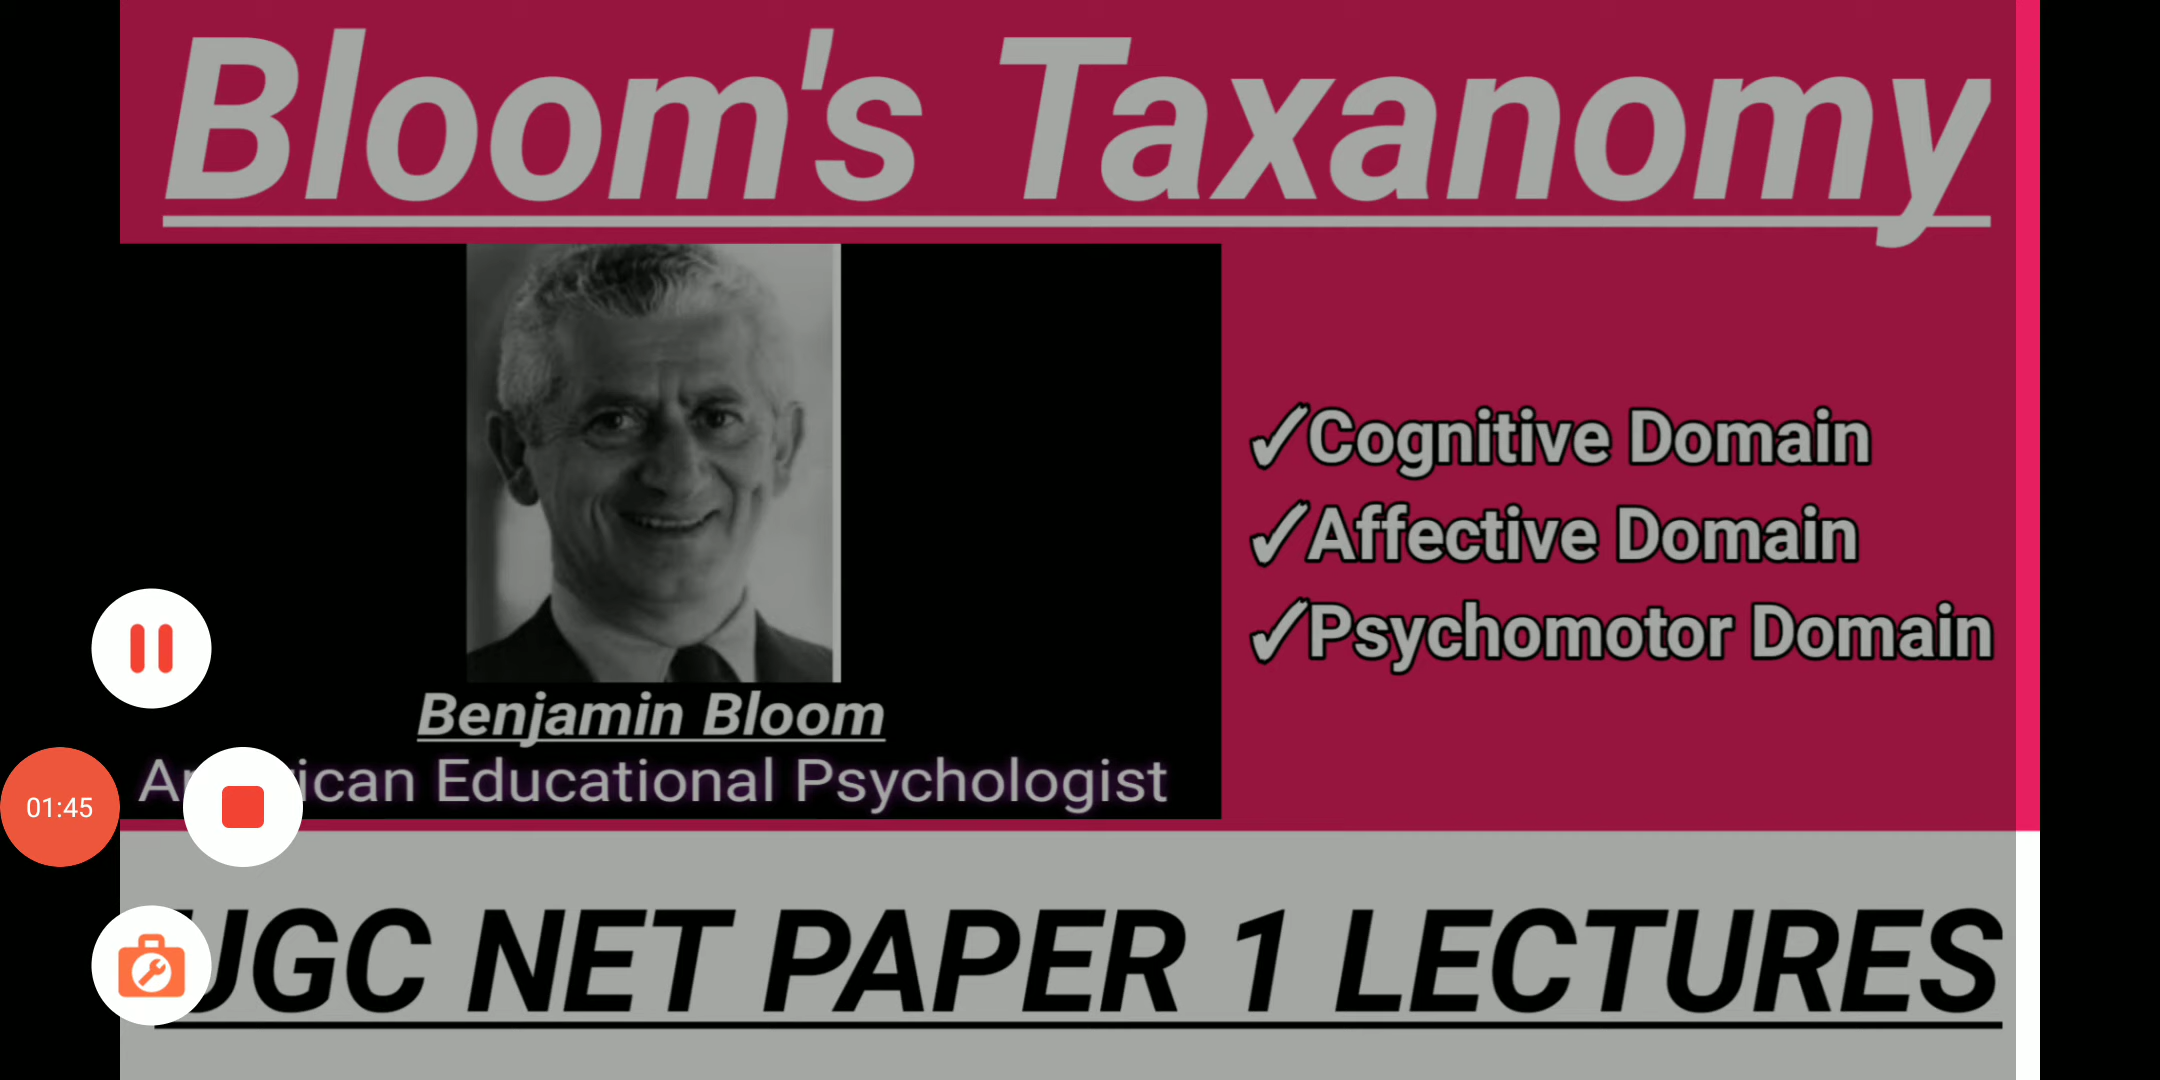 Bloom's Taxanomy
✓Cognitive Domain
✓Affective Domain
✓Psychomotor Domain
Benjamin Bloom
Educational Psychologist
01:45
UGC NET PAPER 1 LECTURES